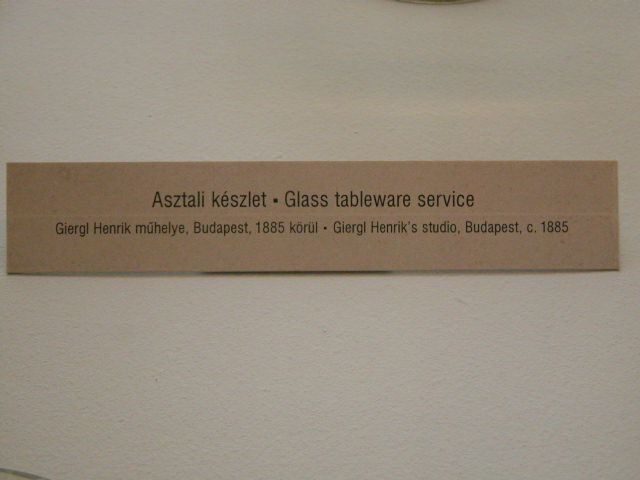 Asztali készlet ▪ Glass tableware service
Giergl Henrik műhelye, Budapest, 1885 körül ▪ Giergl Henrik's studio, Budapest, c. 1885